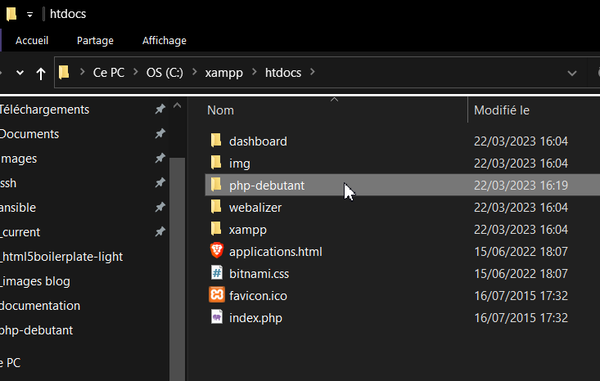 htdocs
Accueil Partage Affichage
Ce PC OS (C:) xampp htdocs
Téléchargements
Documents
mages
ssh
ansible
_current
_html5boilerplate-light
_images blog
documentation
php-debutant
e PC
Nom Modifié le
dashboard 22/03/2023 16:04
img 22/03/2023 16:04
php-debutant 22/03/2023 16:19
webalizer 22/03/2023 16:04
xampp 22/03/2023 16:04
applications.html 15/06/2022 18:07
bitnami.css 15/06/2022 18:07
favicon.ico 16/07/2015 17:32
index.php 16/07/2015 17:32